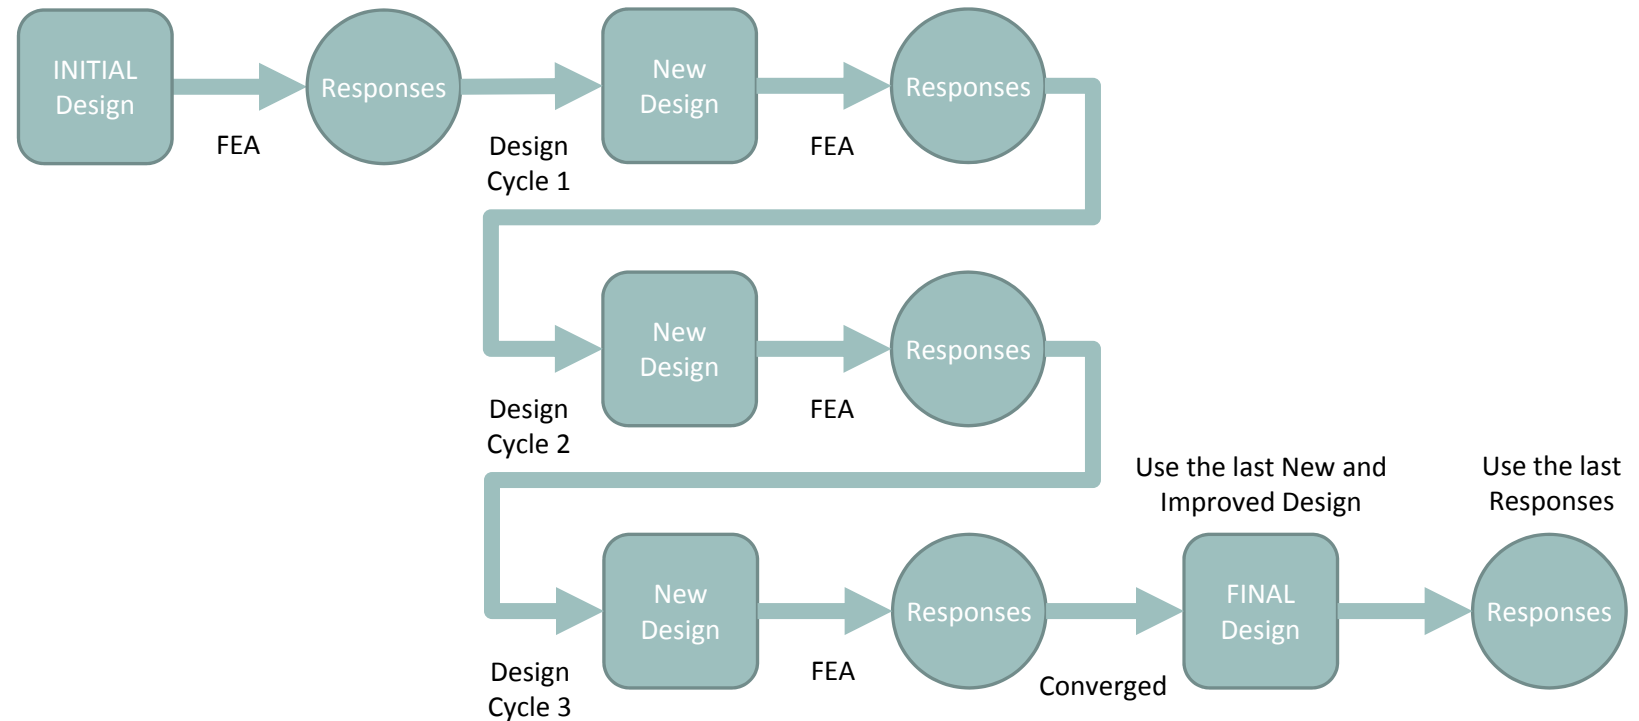 INITIAL
Design
FEA
Responses
Design
Cycle 1
New
Design
FEA
Responses
Design
Cycle 2
New
Design
FEA
Responses
Design
Cycle 3
New
Design
FEA
Responses
Converged
Use the last New and
Improved Design
FINAL
Design
Use the last
Responses
Responses